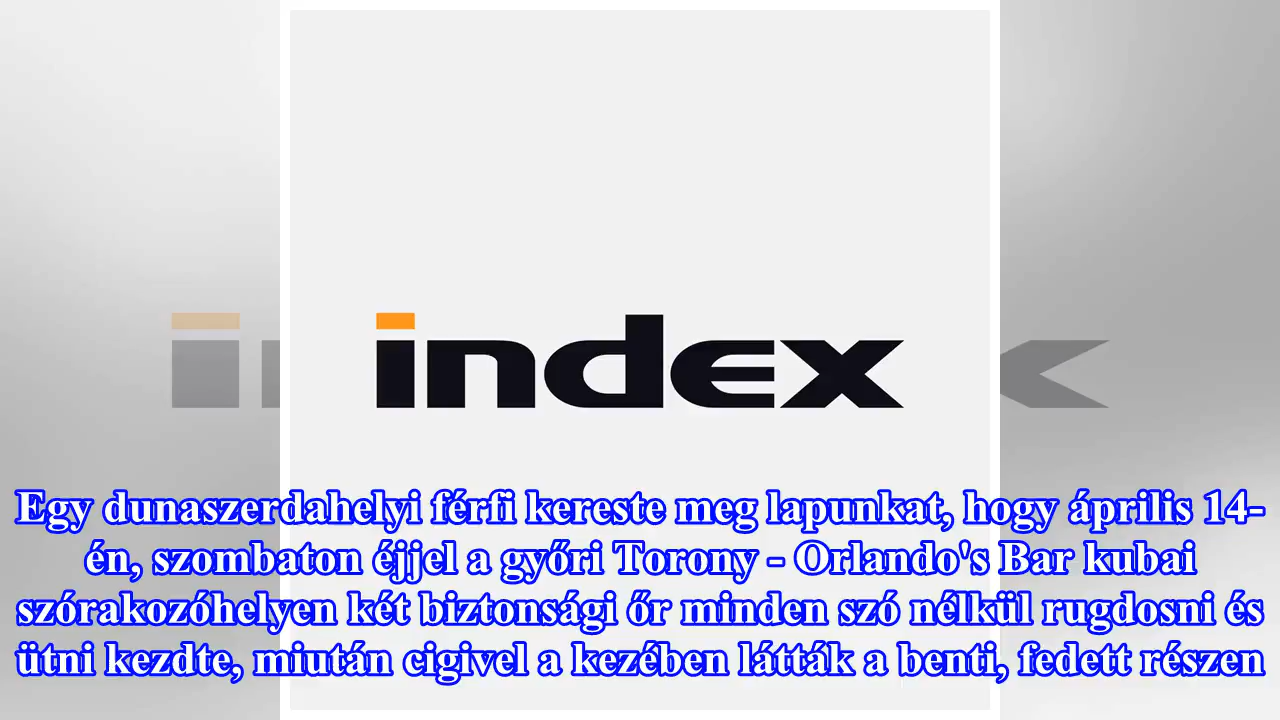 index
Egy dunaszerdahelyi férfi kereste meg lapunkat, hogy április 14-
én, szombaton éjjel a győri Torony - Orlando's Bar kubai
szórakozóhelyen két biztonsági őr minden szó nélkül rugdosni és
ütni kezdte, miután cigivel a kezében látták a benti, fedett részen